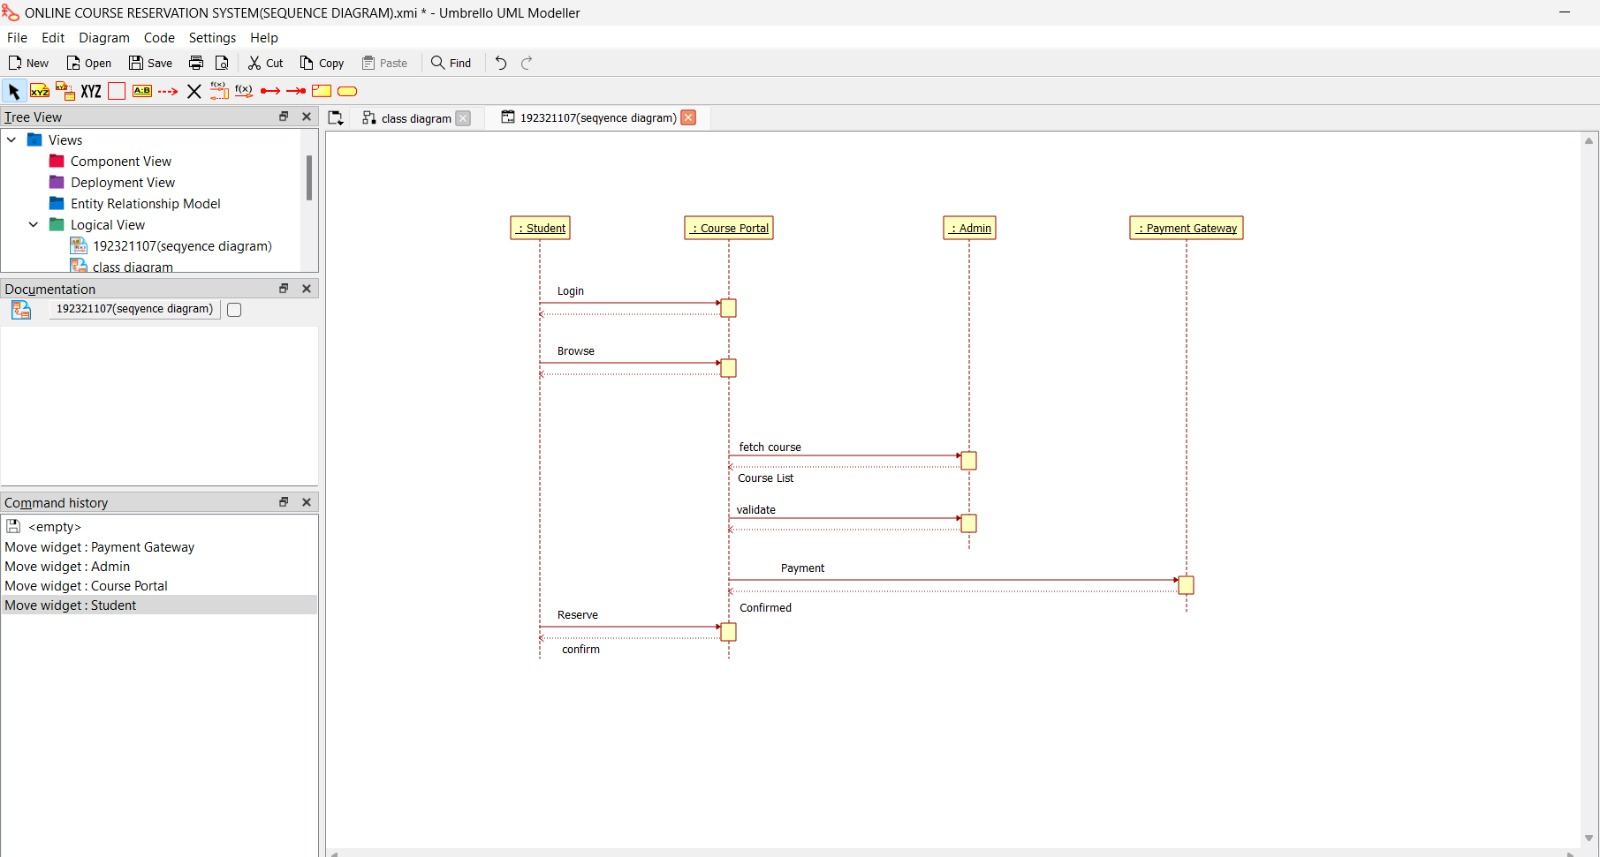 ONLINE COURSE RESERVATION SYSTEM(SEQUENCE DIAGRAM).xmi * - Umbrello UML Modeller
File Edit Diagram Code Settings Help
New Open Save Cut Copy Paste Find
XYZ XYZ XYZ A:B f(x) f(x)
Tree View
Views
Component View
Deployment View
Entity Relationship Model
Logical View
192321107(seqyence diagram)
class diagram
Documentation
192321107(seqyence diagram)
Command history
<empty>
Move widget : Payment Gateway
Move widget : Admin
Move widget : Course Portal
Move widget : Student
class diagram 192321107(seqyence diagram)
: Student : Course Portal : Admin : Payment Gateway
Login
Browse
fetch course
Course List
validate
Payment
Confirmed
Reserve
confirm